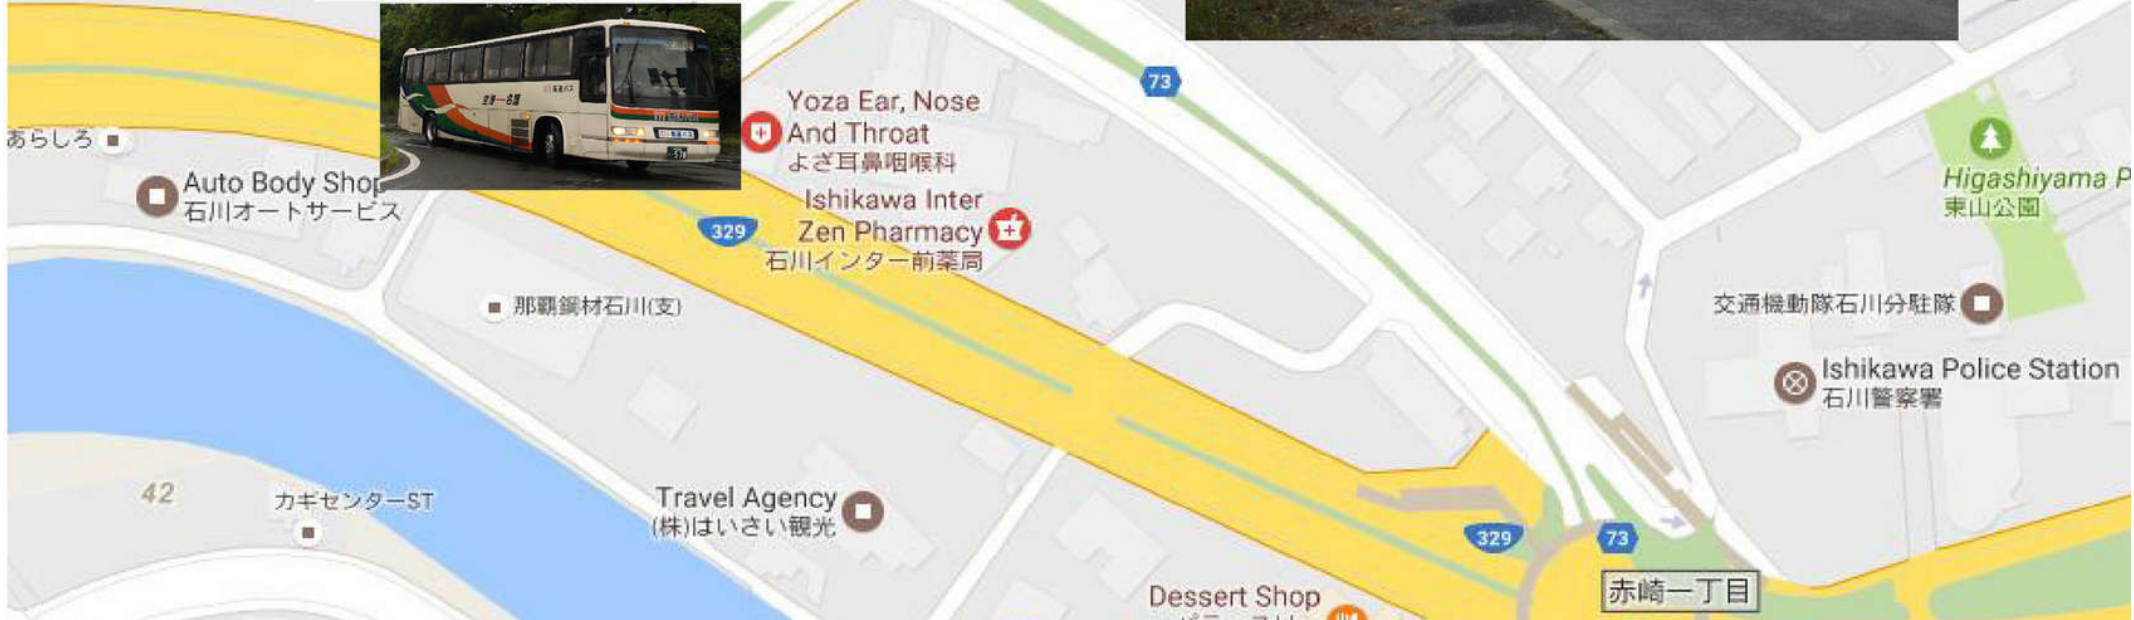 73
Yoza Ear, Nose
And Throat
よざ耳鼻咽喉科
あらしろ
空港―名護
Auto Body Shop
石川オートサービス
Higashiyama P
東山公園
Ishikawa Inter
Zen Pharmacy
石川インター前薬局
329
那覇鋼材石川(支)
交通機動隊石川分駐隊
Ishikawa Police Station
石川警察署
42
カギセンターST
Travel Agency
(株)はいさい観光
329
73
赤崎一丁目
Dessert Shop